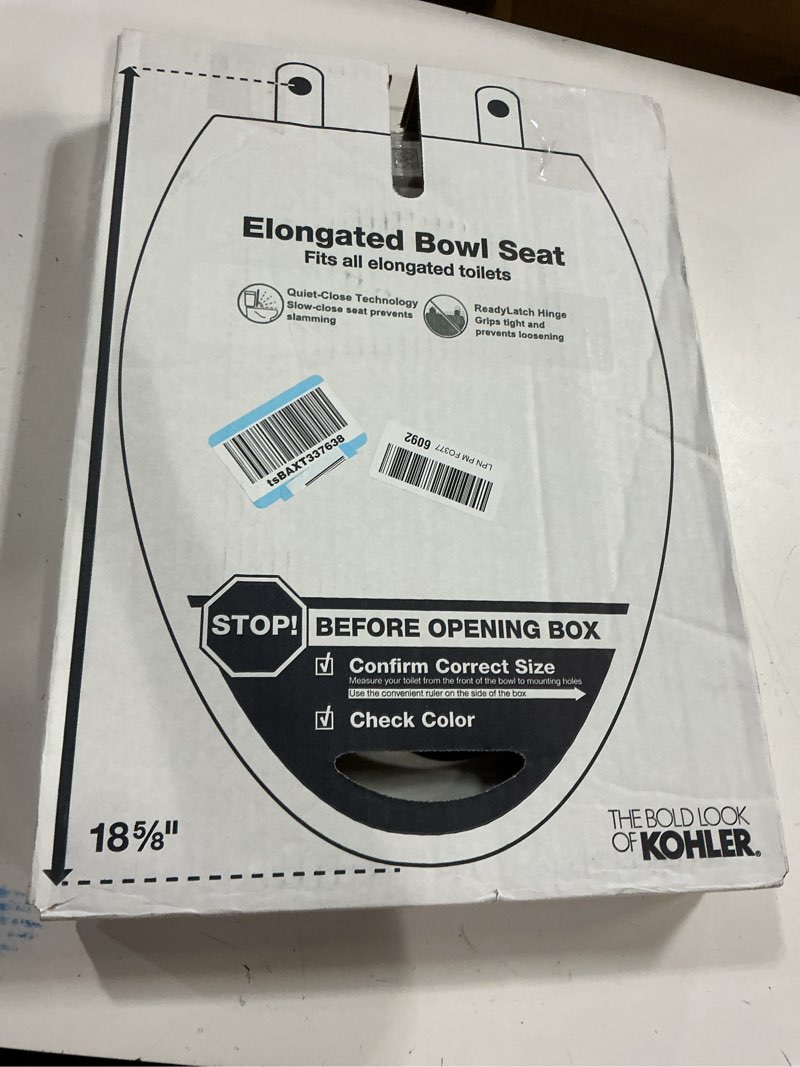 Elongated Bowl Seat
Fits all elongated toilets
Quiet-Close Technology
Slow-close seat prevents
slamming
ReadyLatch Hinge
Grips tight and
prevents loosening
tsBAXT337638
LPN PM F0377 6092
STOP!
BEFORE OPENING BOX
Confirm Correct Size
Measure your toilet from the front of the bowl to mounting holes
Use the convenient ruler on the side of the box
Check Color
18⅝"
THE BOLD LOOK
OF KOHLER.